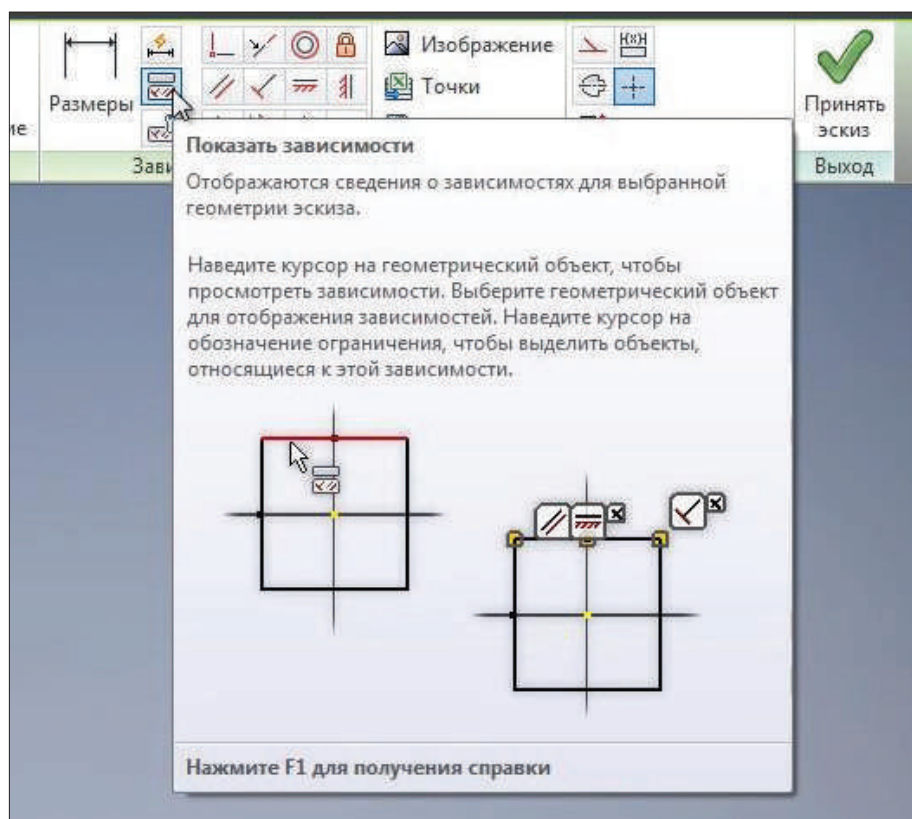 Размеры
Изображение
Точки
Принять
эскиз
ие
Зави
Выход
Показать зависимости
Отображаются сведения о зависимостях для выбранной
геометрии эскиза.
Наведите курсор на геометрический объект, чтобы
просмотреть зависимости. Выберите геометрический объект
для отображения зависимостей. Наведите курсор на
обозначение ограничения, чтобы выделить объекты,
относящиеся к этой зависимости.
Нажмите F1 для получения справки